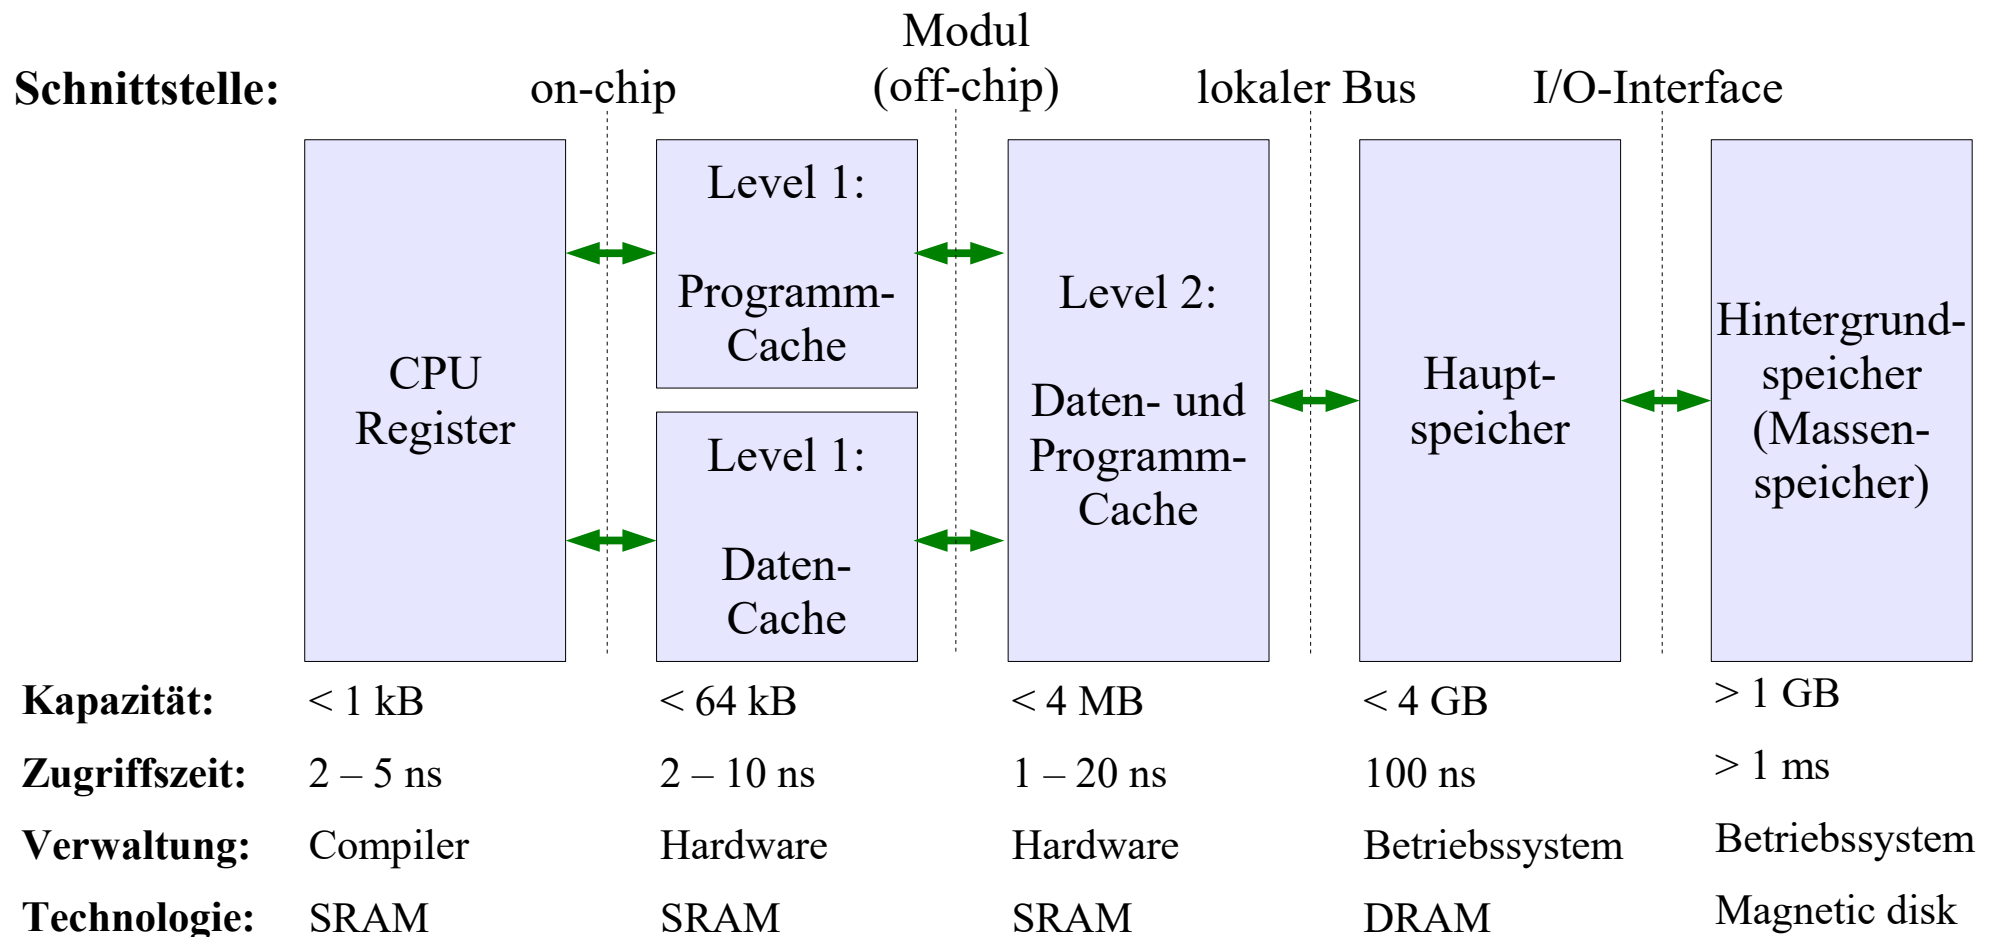 Modul
Schnittstelle: on-chip (off-chip) lokaler Bus I/O-Interface
CPU
Register
Level 1:
Programm-
Cache
Level 1:
Daten-
Cache
Level 2:
Daten- und
Programm-
Cache
Haupt-
speicher
Hintergrund-
speicher
(Massen-
speicher)
Kapazität: < 1 kB < 64 kB < 4 MB < 4 GB > 1 GB
Zugriffszeit: 2 – 5 ns 2 – 10 ns 1 – 20 ns 100 ns > 1 ms
Verwaltung: Compiler Hardware Hardware Betriebssystem Betriebssystem
Technologie: SRAM SRAM SRAM DRAM Magnetic disk